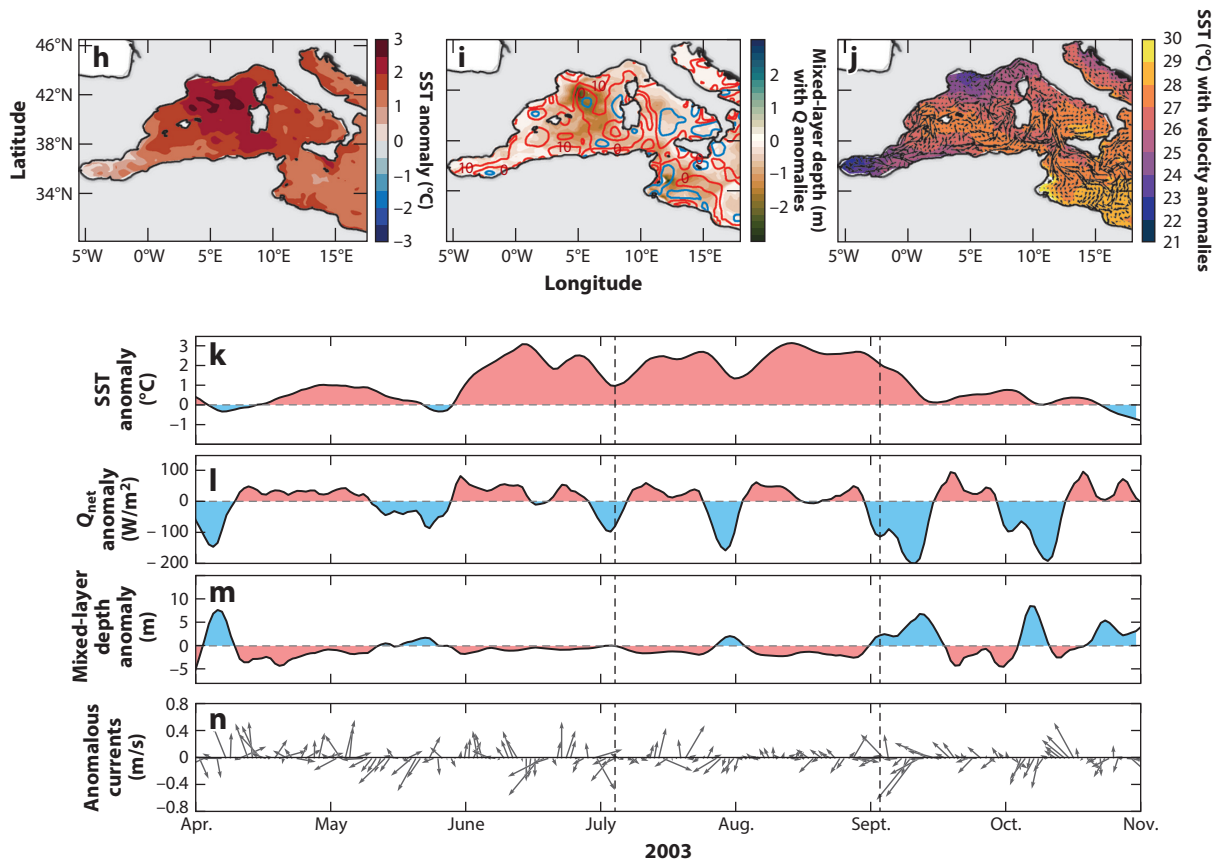 h
i
j
46°N
42°N
38°N
34°N
Latitude
5°W 0°W 5°E 10°E 15°E
3
2
1
0
−1
−2
−3
SST anomaly (°C)
10
0
0
10
0
10
0
5°W 0°W 5°E 10°E 15°E
2
1
0
−1
−2
Mixed-layer depth (m)
with Q anomalies
5°W 0°W 5°E 10°E 15°E
30
29
28
27
26
25
24
23
22
21
SST (°C) with velocity anomalies
Longitude
k
SST
anomaly
(°C)
3
2
1
0
−1
l
Qnet
anomaly
(W/m²)
100
0
−100
−200
m
Mixed-layer
depth
anomaly
(m)
10
5
0
−5
n
Anomalous
currents
(m/s)
0.8
0.4
0
−0.4
−0.8
Apr. May June July Aug. Sept. Oct. Nov.
2003